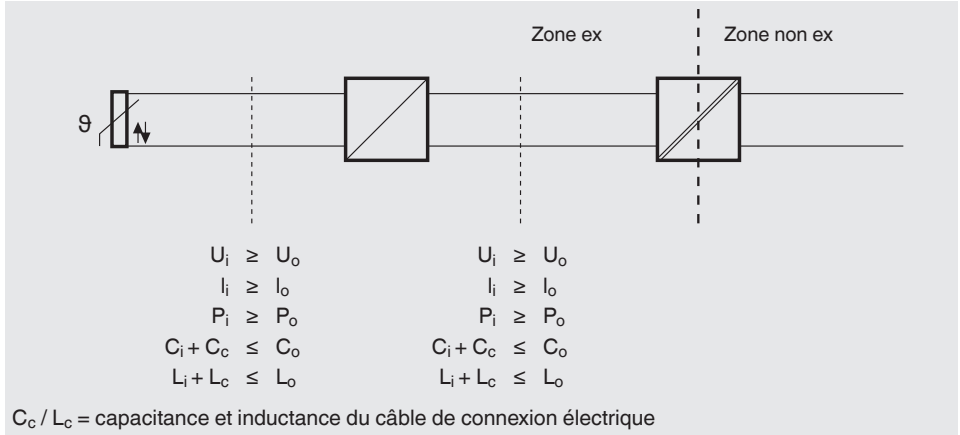 Zone ex Zone non ex
ϑ
Uᵢ ≥ Uₒ Uᵢ ≥ Uₒ
Iᵢ ≥ Iₒ Iᵢ ≥ Iₒ
Pᵢ ≥ Pₒ Pᵢ ≥ Pₒ
Cᵢ + C꜀ ≤ Cₒ Cᵢ + C꜀ ≤ Cₒ
Lᵢ + L꜀ ≤ Lₒ Lᵢ + L꜀ ≤ Lₒ
C꜀ / L꜀ = capacitance et inductance du câble de connexion électrique